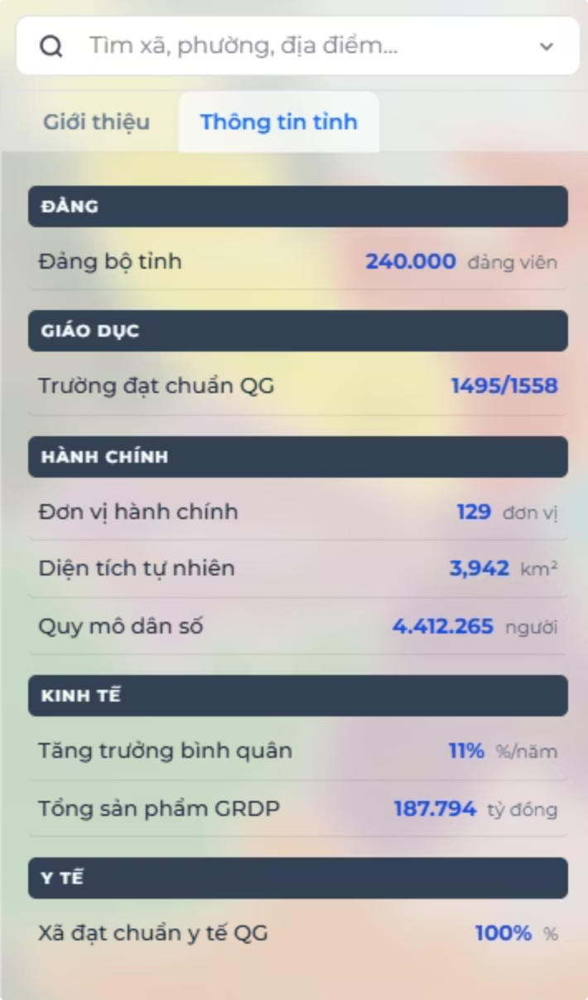 Tìm xã, phường, địa điểm...
Giới thiệu Thông tin tỉnh
ĐẢNG
Đảng bộ tỉnh 240.000 đảng viên
GIÁO DỤC
Trường đạt chuẩn QG 1495/1558
HÀNH CHÍNH
Đơn vị hành chính 129 đơn vị
Diện tích tự nhiên 3,942 km²
Quy mô dân số 4.412.265 người
KINH TẾ
Tăng trưởng bình quân 11% %/năm
Tổng sản phẩm GRDP 187.794 tỷ đồng
Y TẾ
Xã đạt chuẩn y tế QG 100% %